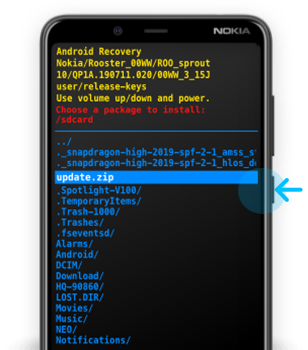 NOKIA
Android Recovery
Nokia/Rooster_00WW/ROO_sprout
10/QP1A.190711.020/00WW_3_15J
user/release-keys
Use volume up/down and power.
Choose a package to install:
/sdcard
../
._snapdragon-high-2019-spf-2-1_amss_s
._snapdragon-high-2019-spf-2-1_hlos_d
update.zip
.Spotlight-V100/
.TemporaryItems/
.Trash-1000/
.Trashes/
.fseventsd/
Alarms/
Android/
DCIM/
Download/
HQ-90860/
LOST.DIR/
Movies/
Music/
NEO/
Notifications/